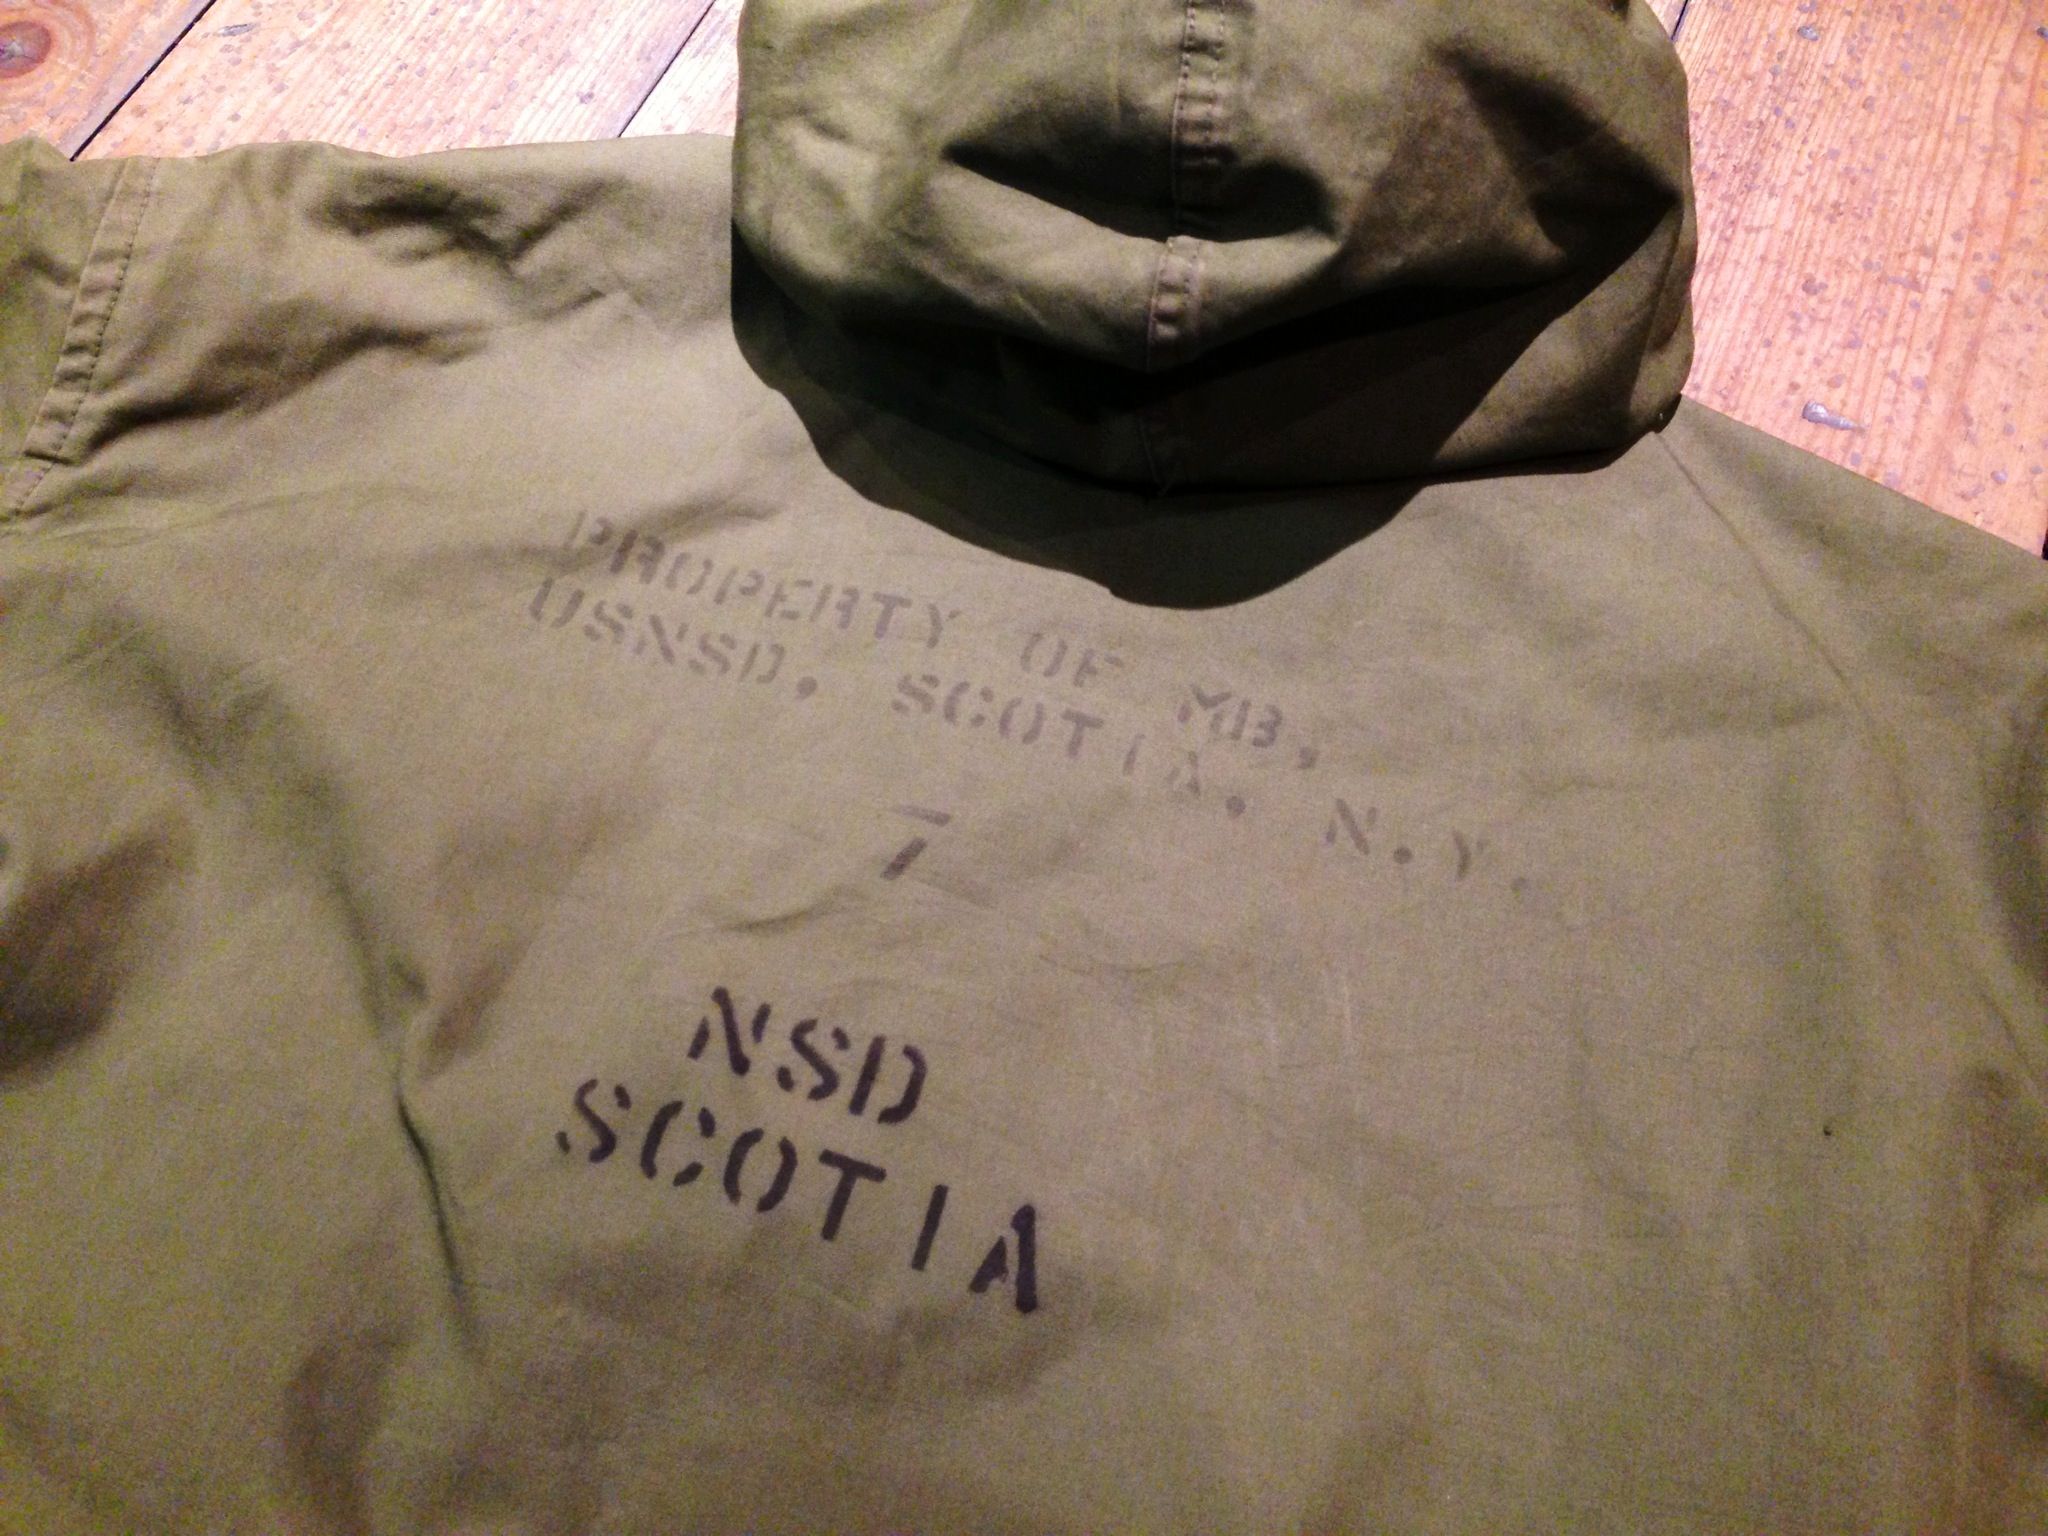 PROPERTY OF MB,
USNSD, SCOTIA, N.Y.
7
NSD
SCOTIA